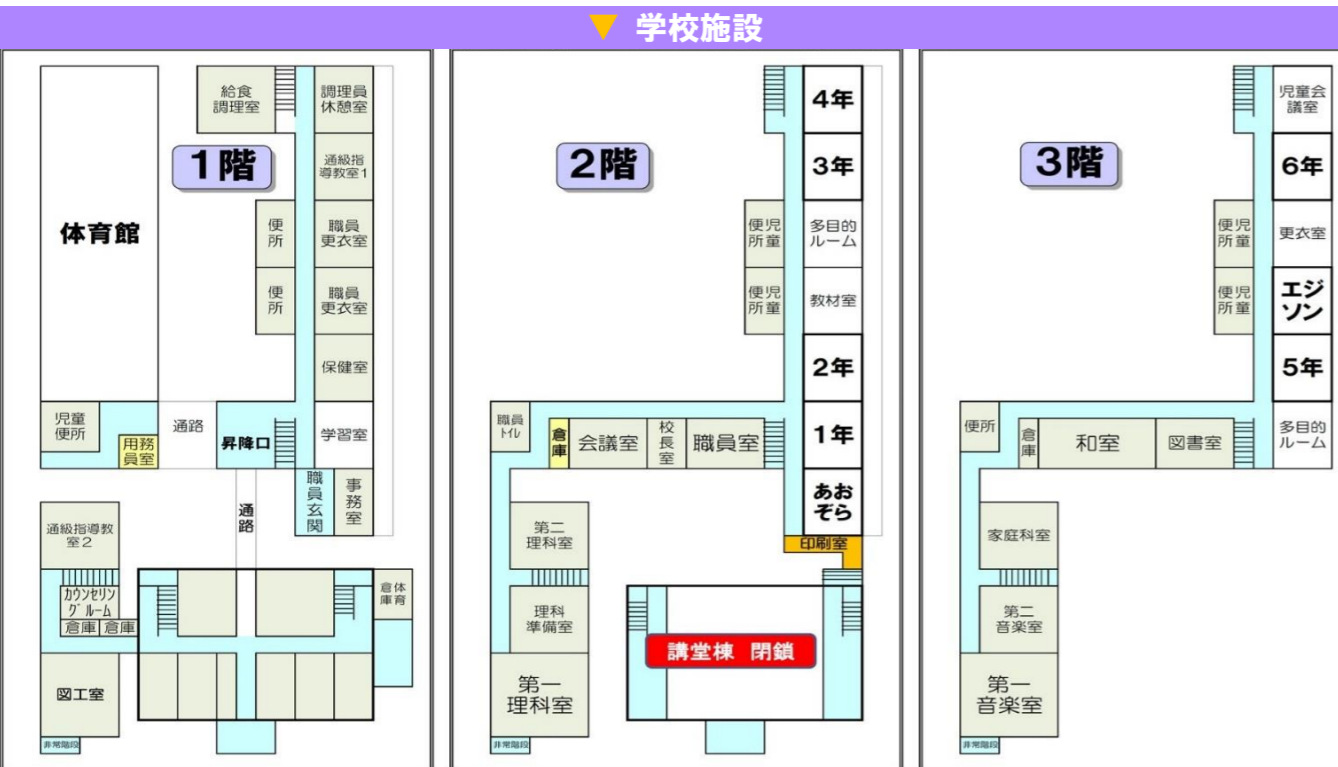 ▼ 学校施設
1階
給食
調理室
調理員
休憩室
通級指
導教室1
体育館
便
所
職員
更衣室
便
所
職員
更衣室
保健室
児童
便所
用務
員室
通路
昇降口
学習室
職員玄関
事務室
通路
通級指導教
室2
カウンセリン
グルーム
倉庫
倉庫
体育
倉庫
図工室
非常階段
2階
4年
3年
児童
便所
多目的
ルーム
児童
便所
教材室
2年
職員
トイレ
倉庫
会議室
校長室
職員室
1年
あお
ぞら
印刷室
第二
理科室
理科
準備室
講堂棟 閉鎖
第一
理科室
非常階段
3階
児童会
議室
6年
児童
便所
更衣室
児童
便所
エジ
ソン
5年
便所
倉庫
和室
図書室
多目的
ルーム
家庭科室
第二
音楽室
第一
音楽室
非常階段